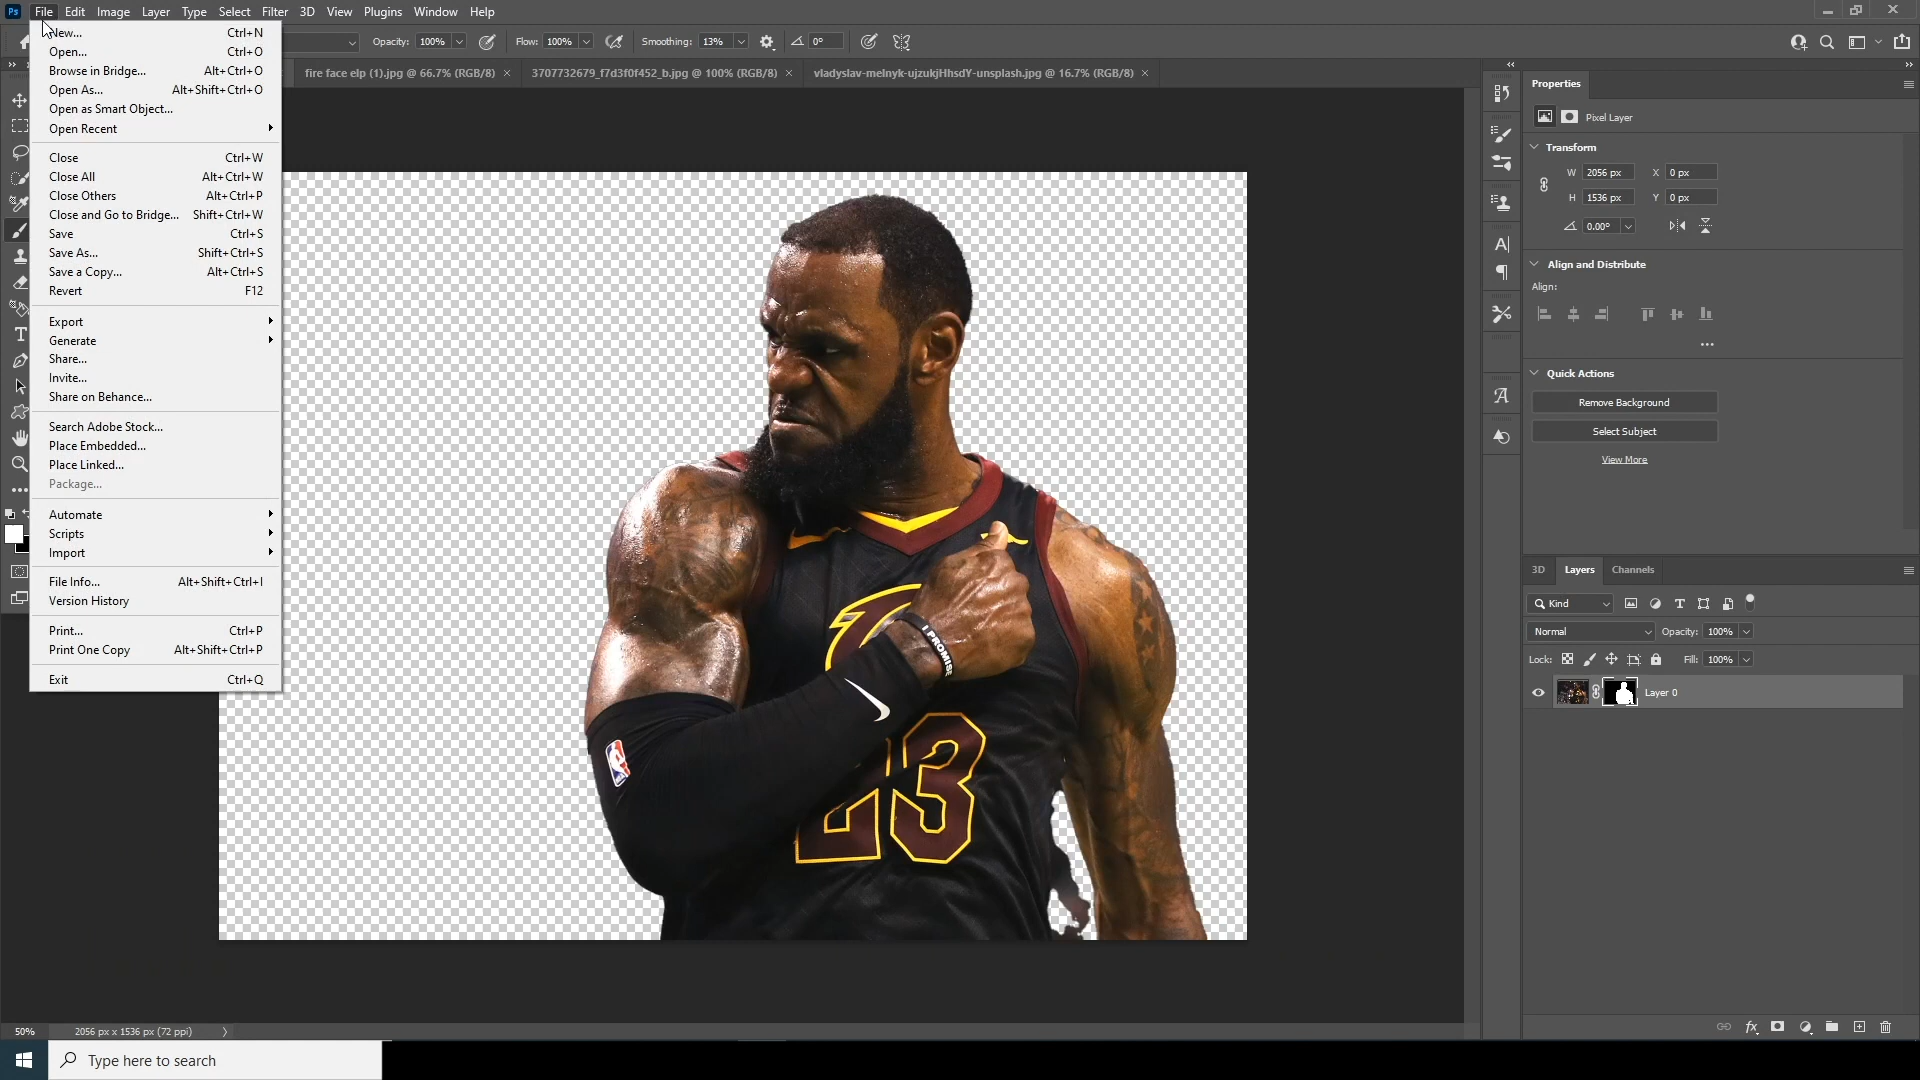 Ps File Edit Image Layer Type Select Filter 3D View Plugins Window Help
Opacity: 100% Flow: 100% Smoothing: 13% 0°
fire face elp (1).jpg @ 66.7% (RGB/8) × 3707732679_f7d3f0f452_b.jpg @ 100% (RGB/8) × vladyslav-melnyk-ujzukjHhsdY-unsplash.jpg @ 16.7% (RGB/8) ×
New... Ctrl+N
Open... Ctrl+O
Browse in Bridge... Alt+Ctrl+O
Open As... Alt+Shift+Ctrl+O
Open as Smart Object...
Open Recent
Close Ctrl+W
Close All Alt+Ctrl+W
Close Others Alt+Ctrl+P
Close and Go to Bridge... Shift+Ctrl+W
Save Ctrl+S
Save As... Shift+Ctrl+S
Save a Copy... Alt+Ctrl+S
Revert F12
Export
Generate
Share...
Invite...
Share on Behance...
Search Adobe Stock...
Place Embedded...
Place Linked...
Package...
Automate
Scripts
Import
File Info... Alt+Shift+Ctrl+I
Version History
Print... Ctrl+P
Print One Copy Alt+Shift+Ctrl+P
Exit Ctrl+Q
I PROMISE
23
Properties
Pixel Layer
Transform
W 2056 px X 0 px
H 1536 px Y 0 px
0.00°
Align and Distribute
Align:
Quick Actions
Remove Background
Select Subject
View More
3D Layers Channels
Kind
Normal Opacity: 100%
Lock: Fill: 100%
Layer 0
50% 2056 px x 1536 px (72 ppi)
Type here to search